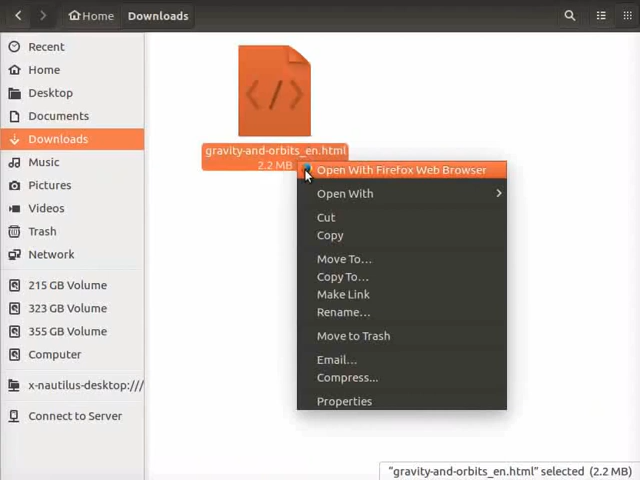 Home Downloads
Recent
Home
Desktop
Documents
Downloads
Music
Pictures
Videos
Trash
Network
215 GB Volume
323 GB Volume
355 GB Volume
Computer
x-nautilus-desktop:///
Connect to Server
</>
gravity-and-orbits_en.html
2.2 MB
Open With Firefox Web Browser
Open With
Cut
Copy
Move To…
Copy To…
Make Link
Rename…
Move to Trash
Email…
Compress...
Properties
"gravity-and-orbits_en.html" selected (2.2 MB)